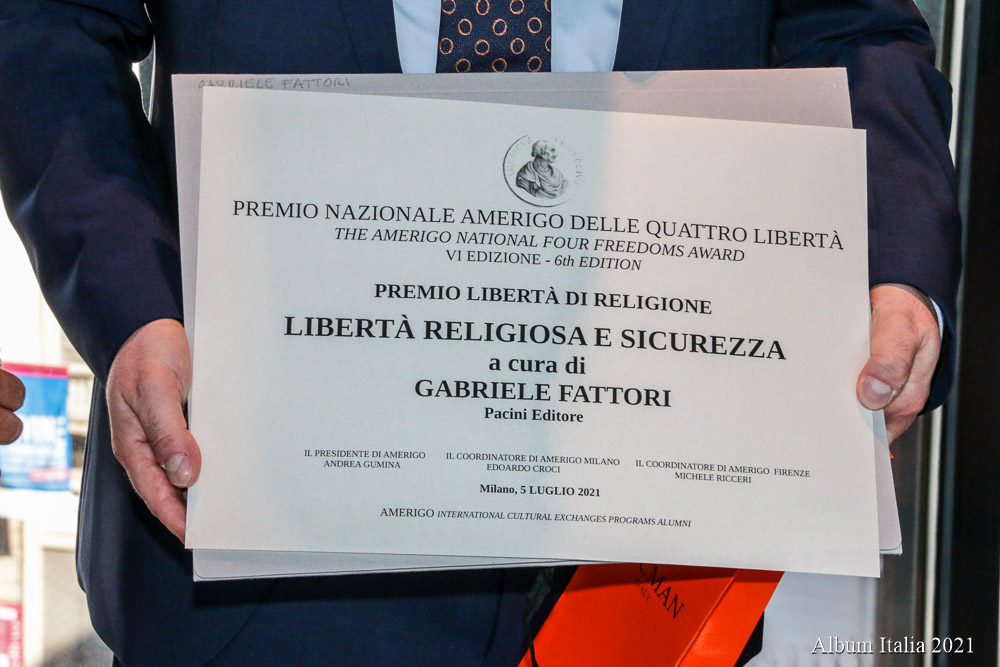 GABRIELE FATTORI
PREMIO NAZIONALE AMERIGO DELLE QUATTRO LIBERTÀ
THE AMERIGO NATIONAL FOUR FREEDOMS AWARD
VI EDIZIONE - 6th EDITION
PREMIO LIBERTÀ DI RELIGIONE
LIBERTÀ RELIGIOSA E SICUREZZA
a cura di
GABRIELE FATTORI
Pacini Editore
IL PRESIDENTE DI AMERIGO
ANDREA GUMINA
IL COORDINATORE DI AMERIGO MILANO
EDOARDO CROCI
IL COORDINATORE DI AMERIGO FIRENZE
MICHELE RICCERI
Milano, 5 LUGLIO 2021
AMERIGO INTERNATIONAL CULTURAL EXCHANGES PROGRAMS ALUMNI
Album Italia 2021